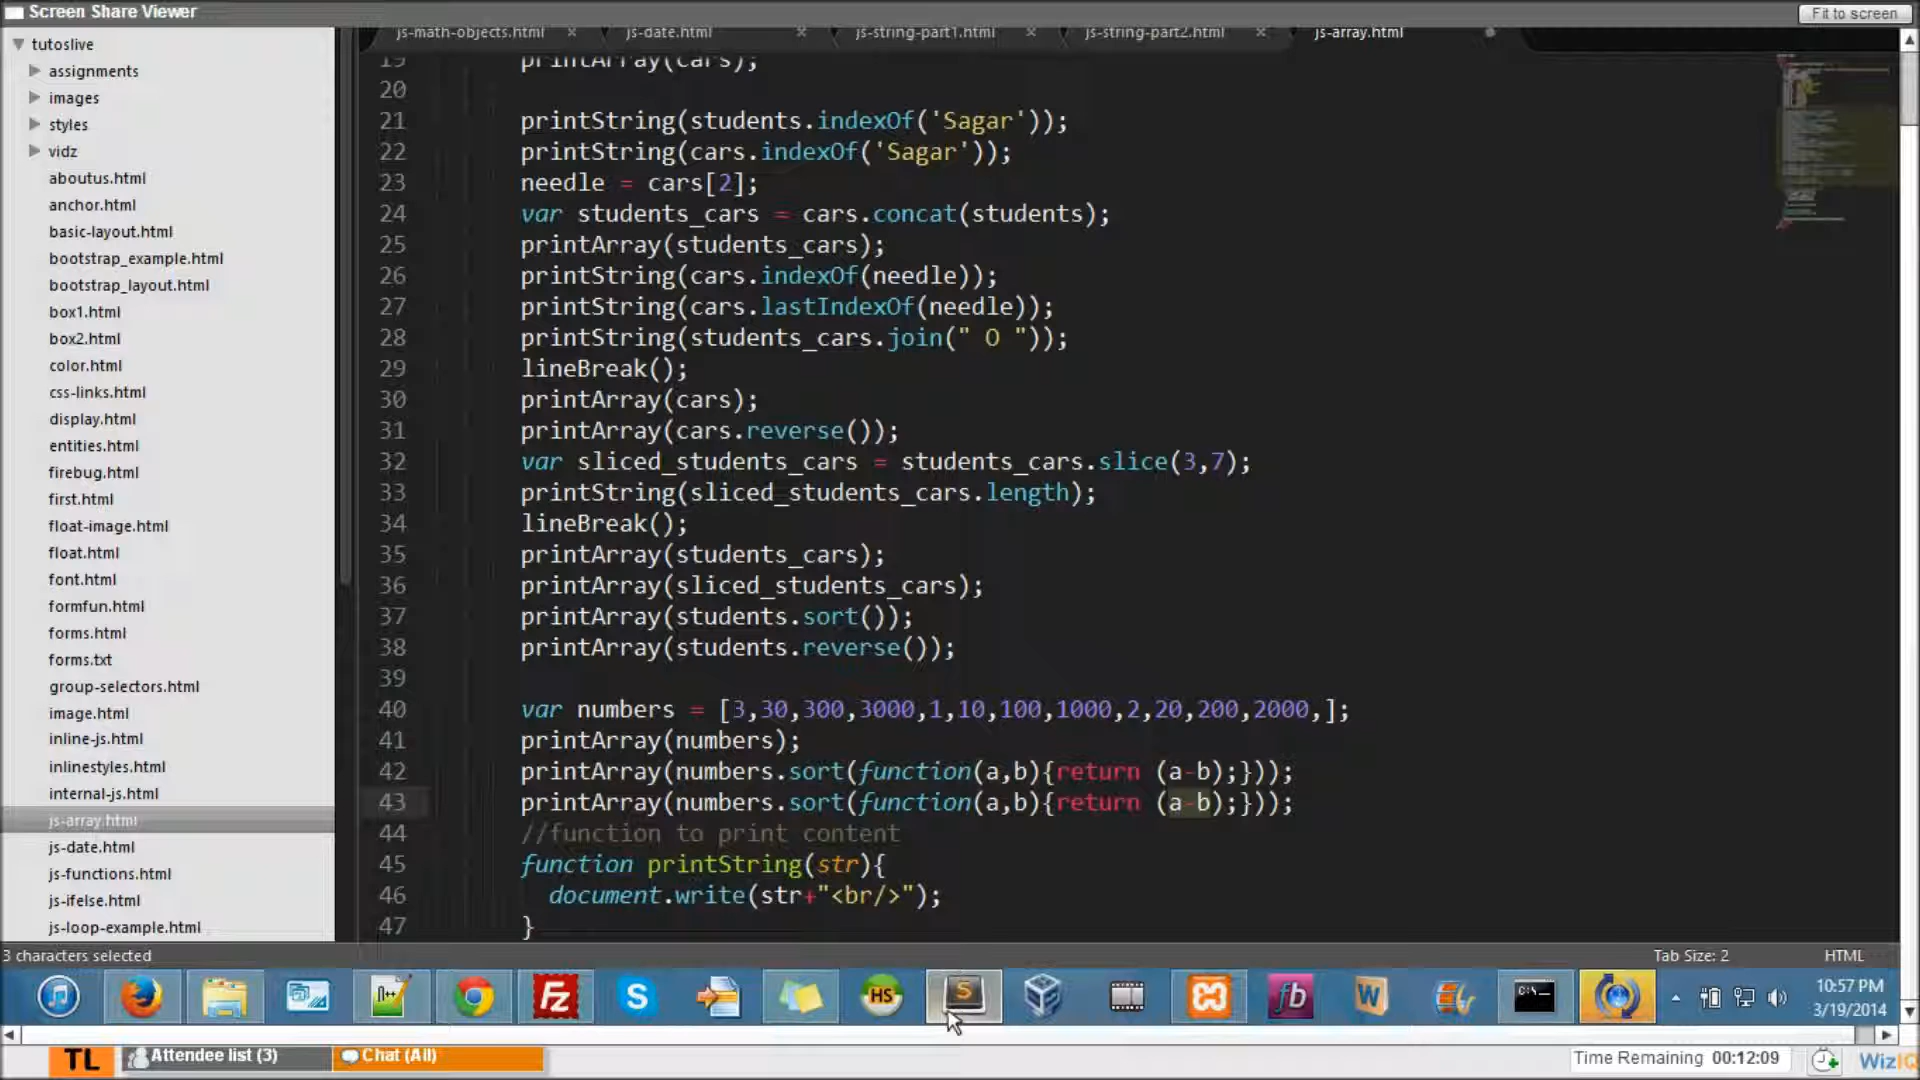 Screen Share Viewer
Fit to screen
tutoslive
assignments
images
styles
vidz
aboutus.html
anchor.html
basic-layout.html
bootstrap_example.html
bootstrap_layout.html
box1.html
box2.html
color.html
css-links.html
display.html
entities.html
firebug.html
first.html
float-image.html
float.html
font.html
formfun.html
forms.html
forms.txt
group-selectors.html
image.html
inline-js.html
inlinestyles.html
internal-js.html
js-array.html
js-date.html
js-functions.html
js-ifelse.html
js-loop-example.html
js-math-objects.html × js-date.html × js-string-part1.html × js-string-part2.html × js-array.html
19 printArray(cars);
20
21 printString(students.indexOf('Sagar'));
22 printString(cars.indexOf('Sagar'));
23 needle = cars[2];
24 var students_cars = cars.concat(students);
25 printArray(students_cars);
26 printString(cars.indexOf(needle));
27 printString(cars.lastIndexOf(needle));
28 printString(students_cars.join(" O "));
29 lineBreak();
30 printArray(cars);
31 printArray(cars.reverse());
32 var sliced_students_cars = students_cars.slice(3,7);
33 printString(sliced_students_cars.length);
34 lineBreak();
35 printArray(students_cars);
36 printArray(sliced_students_cars);
37 printArray(students.sort());
38 printArray(students.reverse());
39
40 var numbers = [3,30,300,3000,1,10,100,1000,2,20,200,2000,];
41 printArray(numbers);
42 printArray(numbers.sort(function(a,b){return (a-b);}));
43 printArray(numbers.sort(function(a,b){return (a-b);}));
44 //function to print content
45 function printString(str){
46 document.write(str+"<br/>");
47 }
3 characters selected
Tab Size: 2
HTML
Fz
S
HS
S
fb
W
C:\
10:57 PM
3/19/2014
TL
Attendee list (3)
Chat (All)
Time Remaining 00:12:09
WizIQ